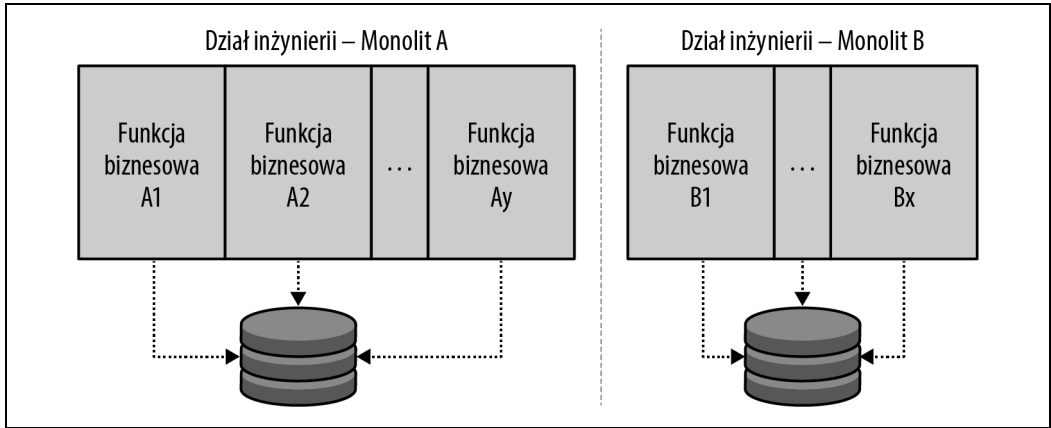 Dział inżynierii – Monolit A
Funkcja
biznesowa
A1
Funkcja
biznesowa
A2
...
Funkcja
biznesowa
Ay
Dział inżynierii – Monolit B
Funkcja
biznesowa
B1
...
Funkcja
biznesowa
Bx